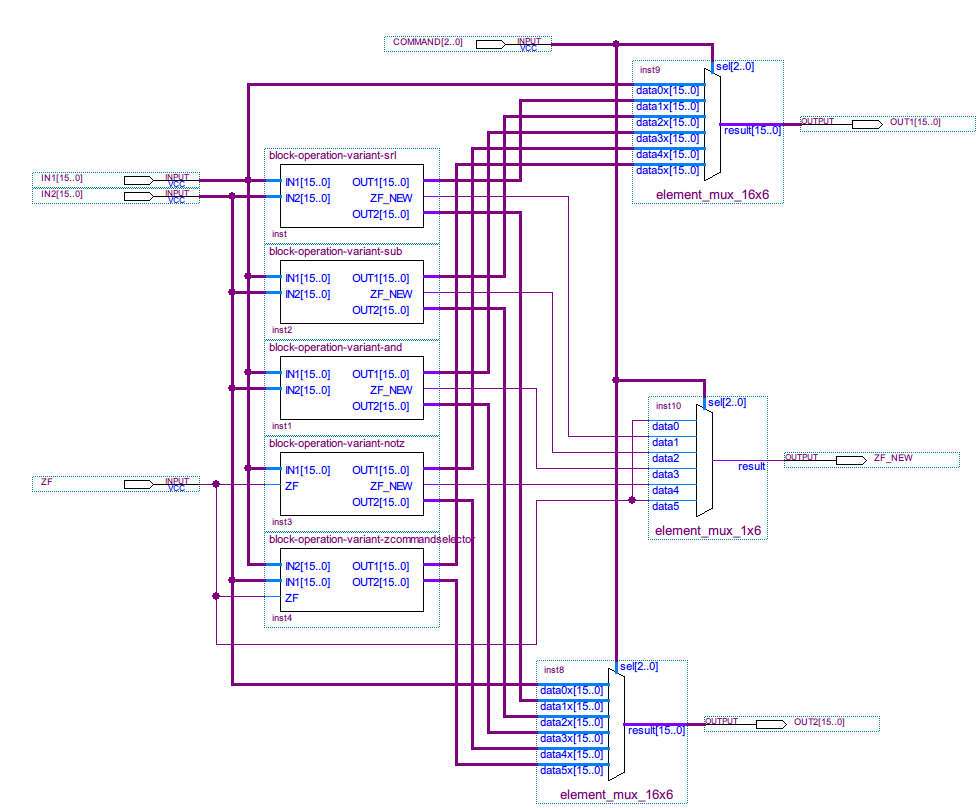 COMMAND[2..0] INPUT VCC
inst9 sel[2..0]
data0x[15..0]
data1x[15..0]
data2x[15..0]
data3x[15..0]
data4x[15..0]
data5x[15..0]
result[15..0]
OUTPUT OUT1[15..0]
element_mux_16x6
IN1[15..0] INPUT VCC
IN2[15..0] INPUT VCC
block-operation-variant-srl
IN1[15..0] OUT1[15..0]
IN2[15..0] ZF_NEW
OUT2[15..0]
inst
block-operation-variant-sub
IN1[15..0] OUT1[15..0]
IN2[15..0] ZF_NEW
OUT2[15..0]
inst2
block-operation-variant-and
IN1[15..0] OUT1[15..0]
IN2[15..0] ZF_NEW
OUT2[15..0]
inst1
block-operation-variant-notz
IN1[15..0] OUT1[15..0]
ZF ZF_NEW
OUT2[15..0]
inst3
ZF INPUT VCC
block-operation-variant-zcommandselector
IN2[15..0] OUT1[15..0]
IN1[15..0] OUT2[15..0]
ZF
inst4
inst10 sel[2..0]
data0
data1
data2
data3
data4
data5
result
OUTPUT ZF_NEW
element_mux_1x6
inst8 sel[2..0]
data0x[15..0]
data1x[15..0]
data2x[15..0]
data3x[15..0]
data4x[15..0]
data5x[15..0]
result[15..0]
OUTPUT OUT2[15..0]
element_mux_16x6